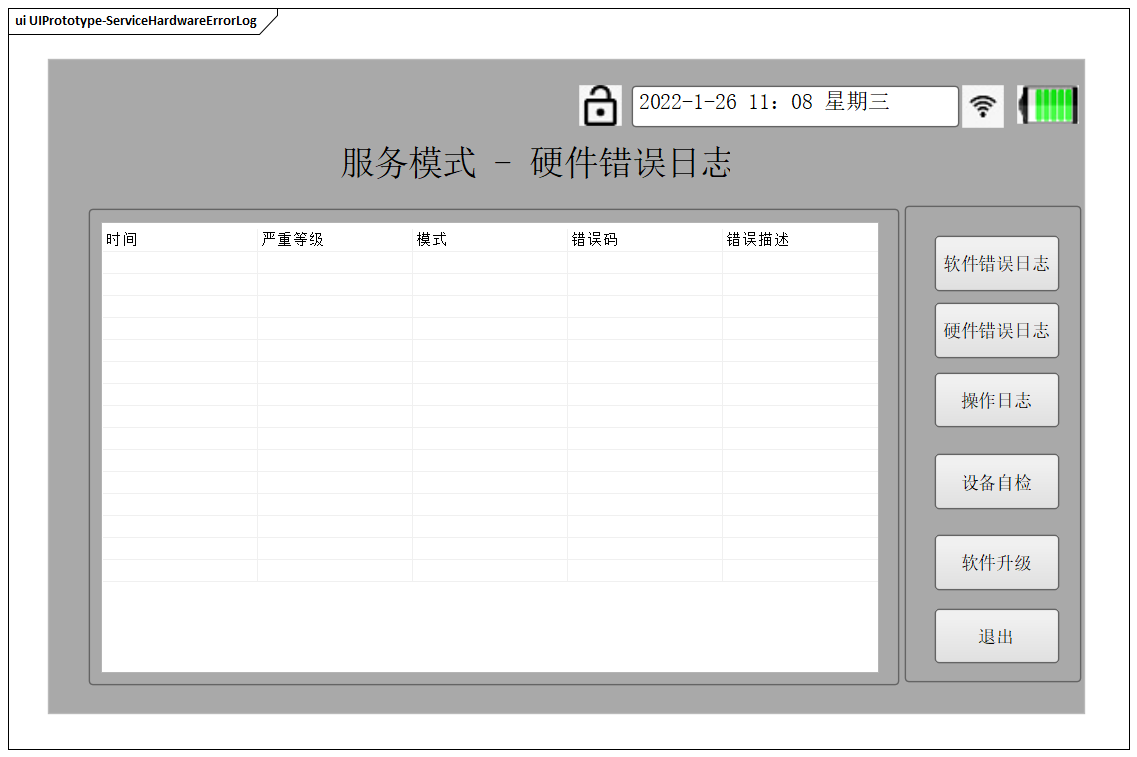 ui UIPrototype-ServiceHardwareErrorLog
2022-1-26 11：08 星期三
服务模式 - 硬件错误日志
时间 严重等级 模式 错误码 错误描述
软件错误日志
硬件错误日志
操作日志
设备自检
软件升级
退出